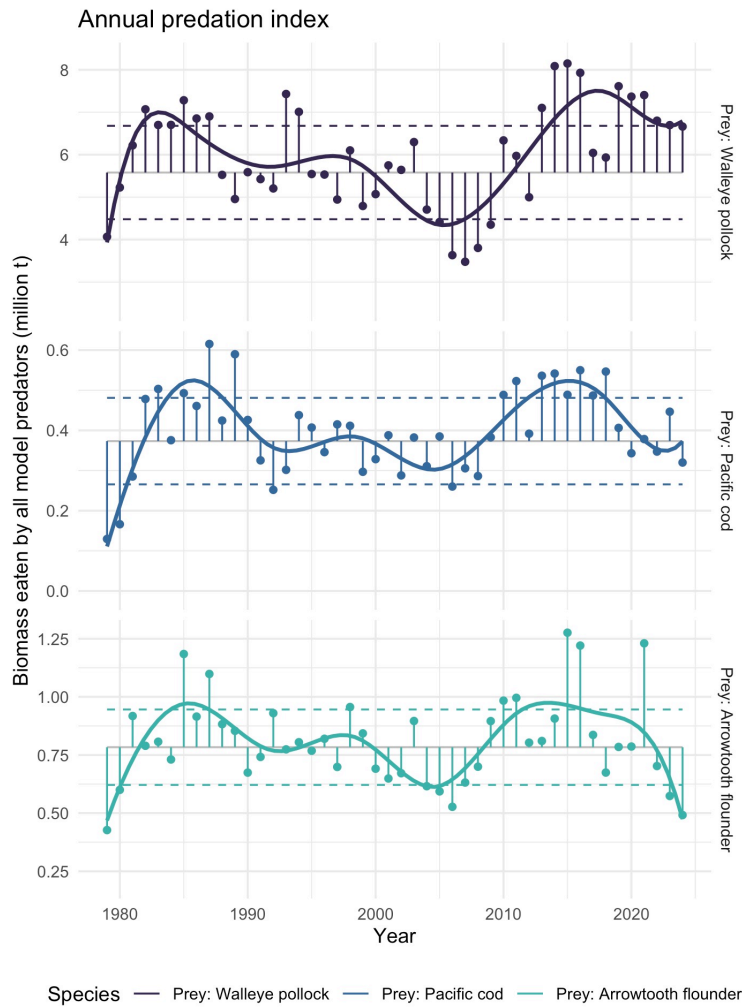 Annual predation index
Biomass eaten by all model predators (million t)
8
6
4
Prey: Walleye pollock
0.6
0.4
0.2
0.0
Prey: Pacific cod
1.25
1.00
0.75
0.50
0.25
Prey: Arrowtooth flounder
1980 1990 2000 2010 2020
Year
Species Prey: Walleye pollock Prey: Pacific cod Prey: Arrowtooth flounder